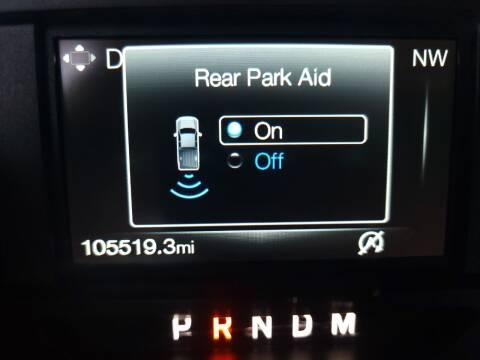 D
NW
Rear Park Aid
On
Off
105519.3mi
P R N D M